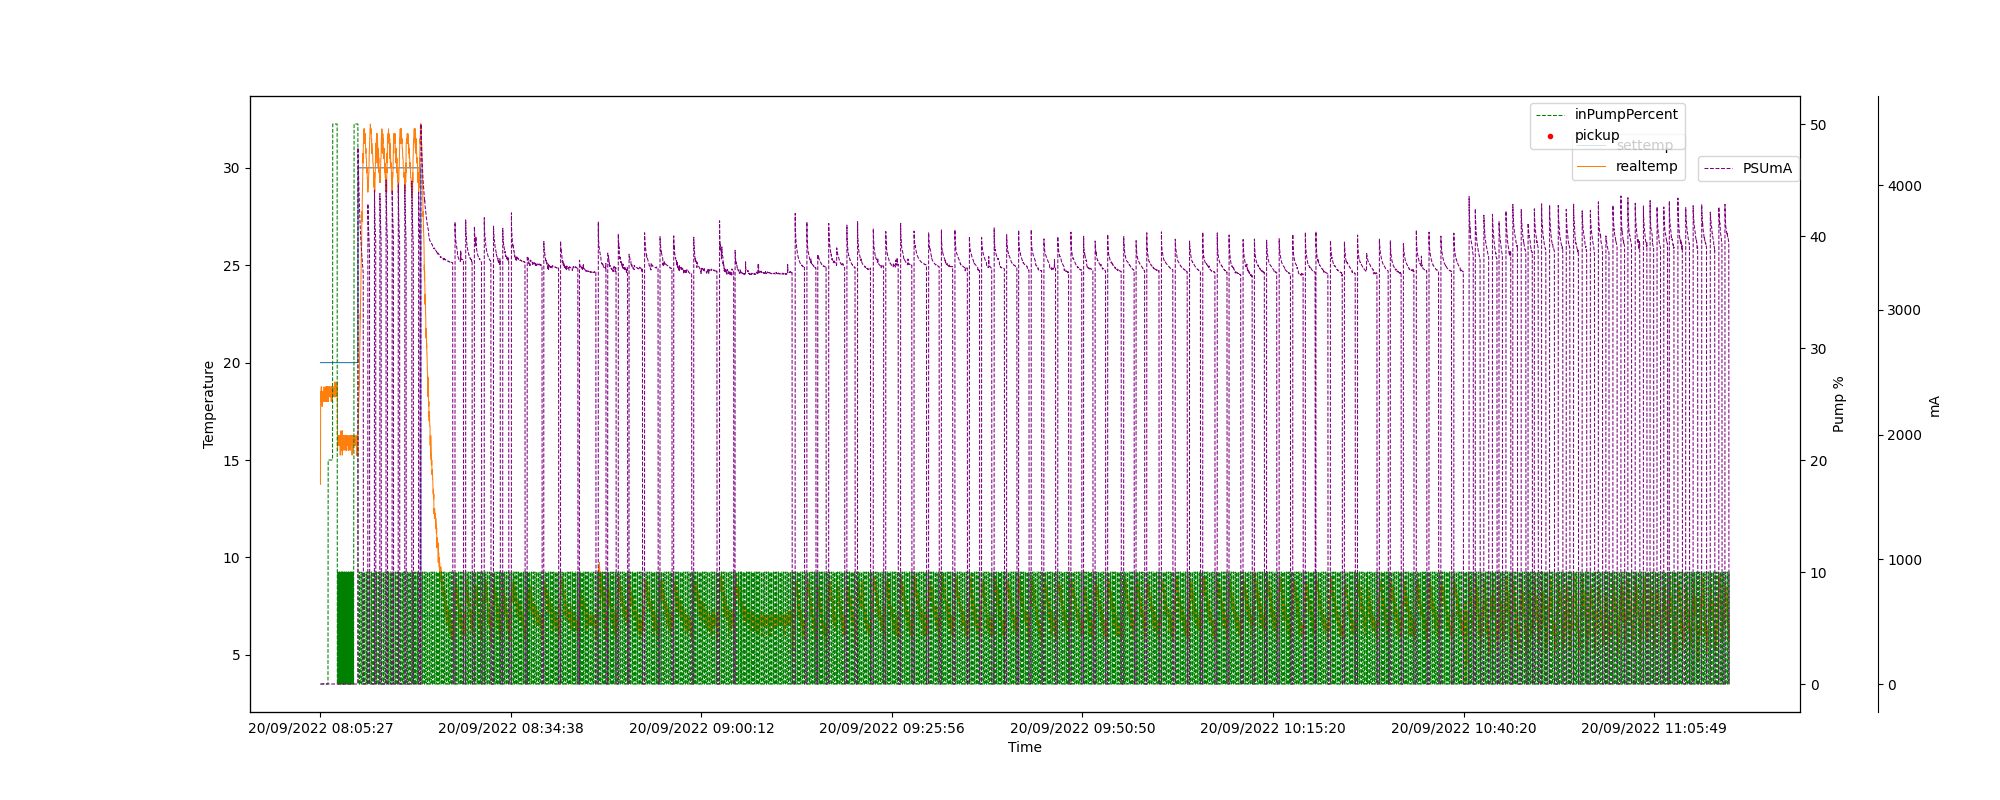 inPumpPercent
pickup
settemp
realtemp
PSUmA
30
25
20
15
10
5
Temperature
50
40
30
20
10
0
Pump %
4000
3000
2000
1000
0
mA
20/09/2022 08:05:27
20/09/2022 08:34:38
20/09/2022 09:00:12
20/09/2022 09:25:56
20/09/2022 09:50:50
20/09/2022 10:15:20
20/09/2022 10:40:20
20/09/2022 11:05:49
Time